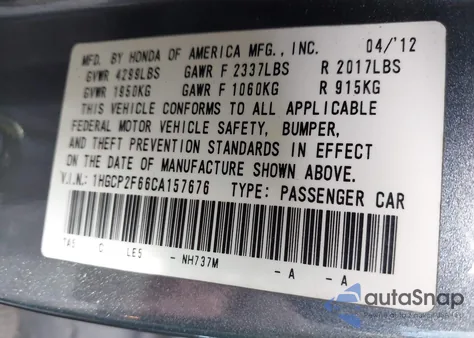 MFD. BY HONDA OF AMERICA MFG., INC. 04/'12
GVWR 4299LBS GAWR F 2337LBS R 2017LBS
GVWR 1950KG GAWR F 1060KG R 915KG
THIS VEHICLE CONFORMS TO ALL APPLICABLE
FEDERAL MOTOR VEHICLE SAFETY, BUMPER,
AND THEFT PREVENTION STANDARDS IN EFFECT
ON THE DATE OF MANUFACTURE SHOWN ABOVE.
V.I.N.: 1HGCP2F66CA157676 TYPE: PASSENGER CAR
TA5 C LE5 - NH737M - A - A
autoSnap